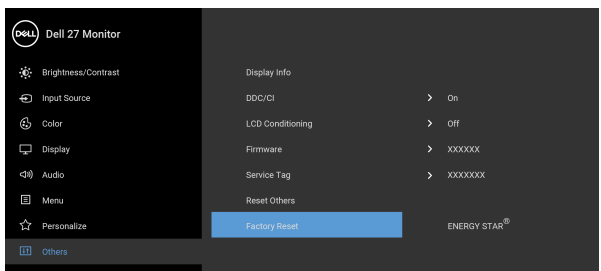 DELL Dell 27 Monitor
Brightness/Contrast
Input Source
Color
Display
Audio
Menu
Personalize
Others
Display Info
DDC/CI > On
LCD Conditioning > Off
Firmware > XXXXXX
Service Tag > XXXXXXX
Reset Others
Factory Reset ENERGY STAR®